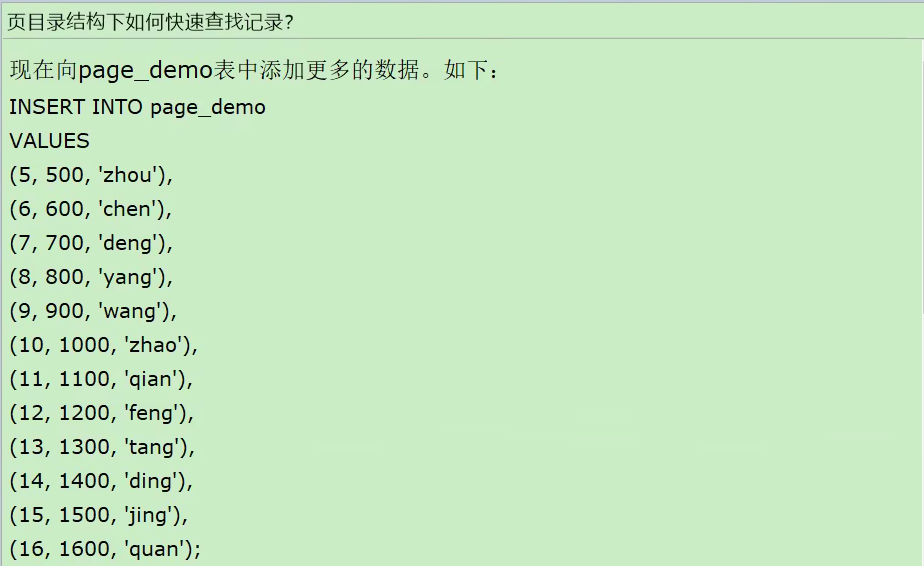 页目录结构下如何快速查找记录?
现在向page_demo表中添加更多的数据。如下：
INSERT INTO page_demo
VALUES
(5, 500, 'zhou'),
(6, 600, 'chen'),
(7, 700, 'deng'),
(8, 800, 'yang'),
(9, 900, 'wang'),
(10, 1000, 'zhao'),
(11, 1100, 'qian'),
(12, 1200, 'feng'),
(13, 1300, 'tang'),
(14, 1400, 'ding'),
(15, 1500, 'jing'),
(16, 1600, 'quan');